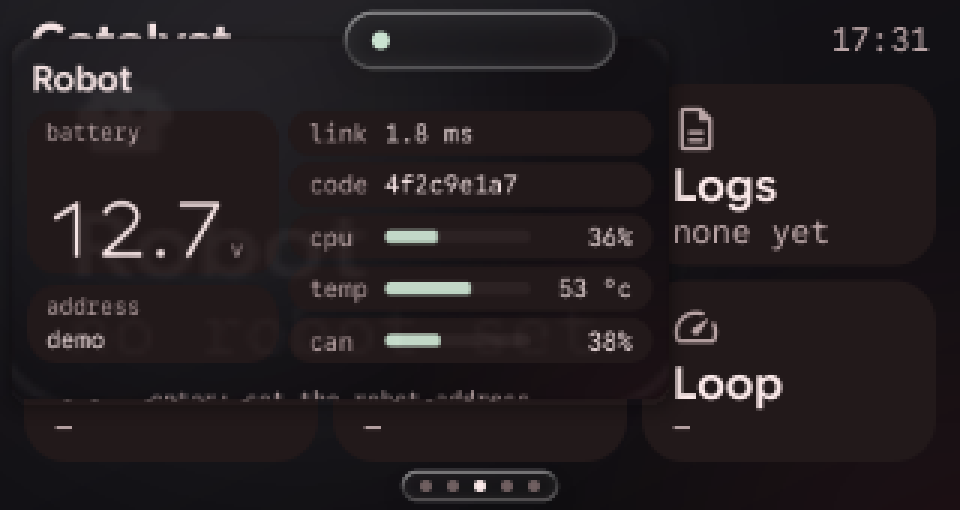 Catalyst
17:31
Robot
battery
12.7 v
address
demo
link 1.8 ms
code 4f2c9e1a7
cpu 36%
temp 53 °c
can 38%
Logs
none yet
Loop
—
—
—